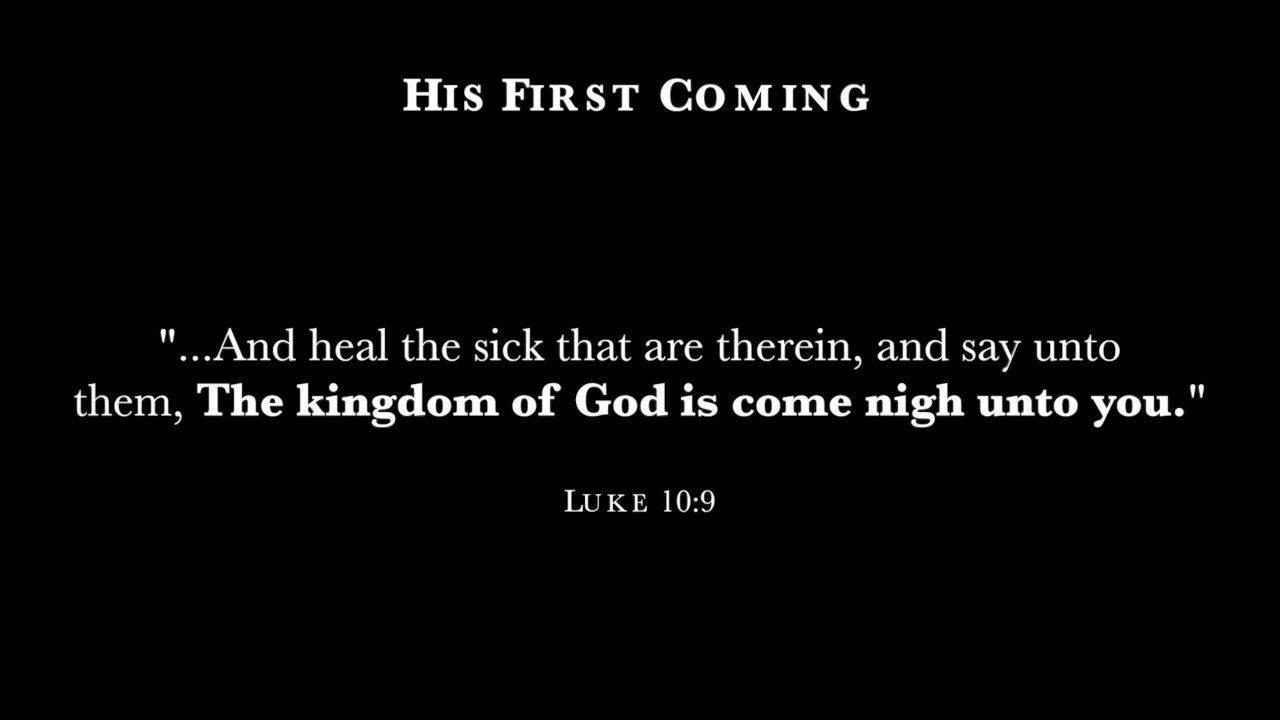 His First Coming
"...And heal the sick that are therein, and say unto
them, The kingdom of God is come nigh unto you."
Luke 10:9